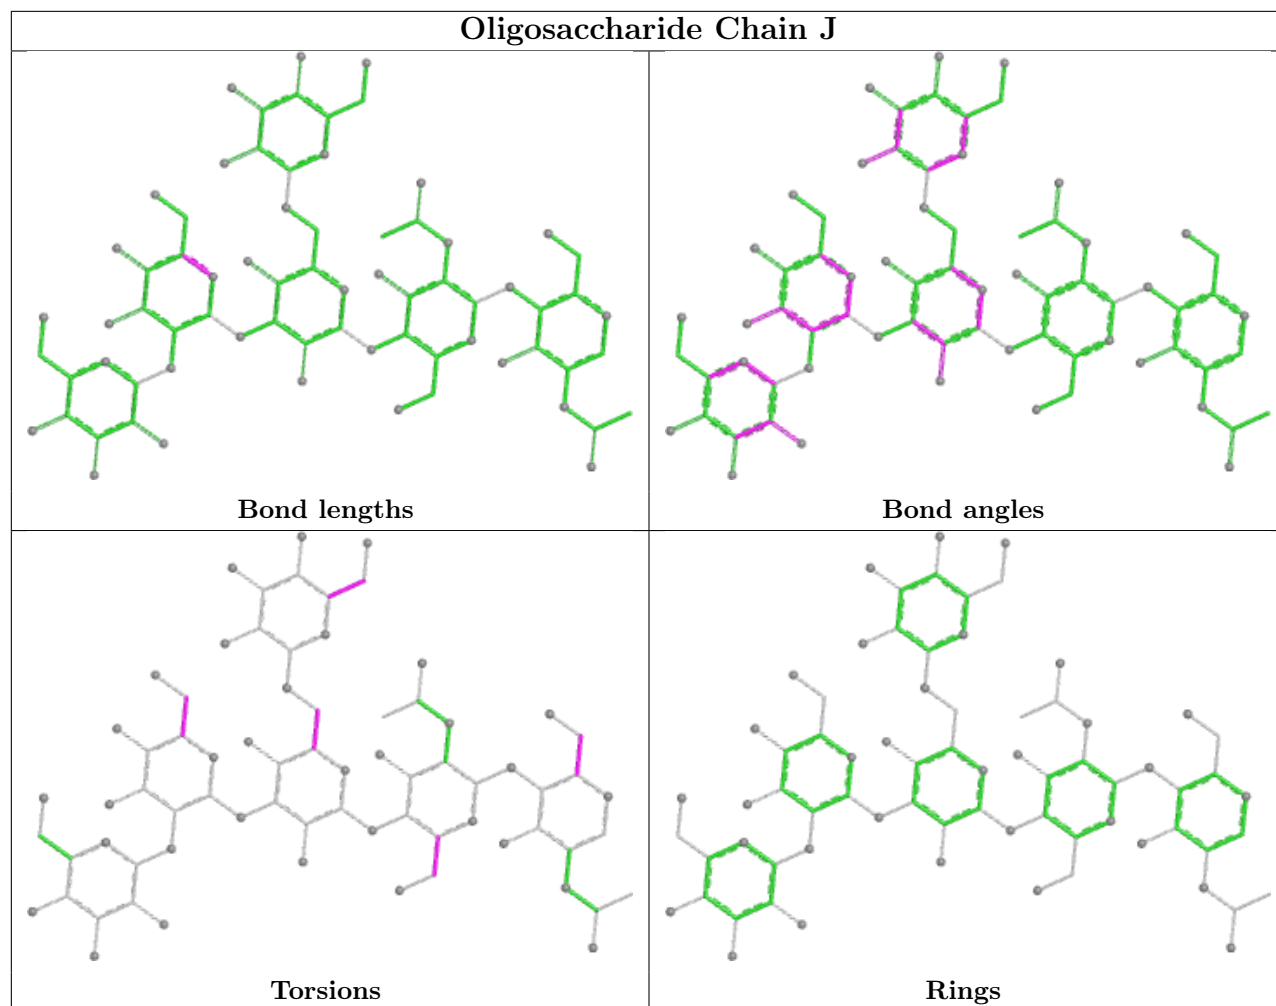 Oligosaccharide Chain J
Bond lengths
Bond angles
Torsions
Rings